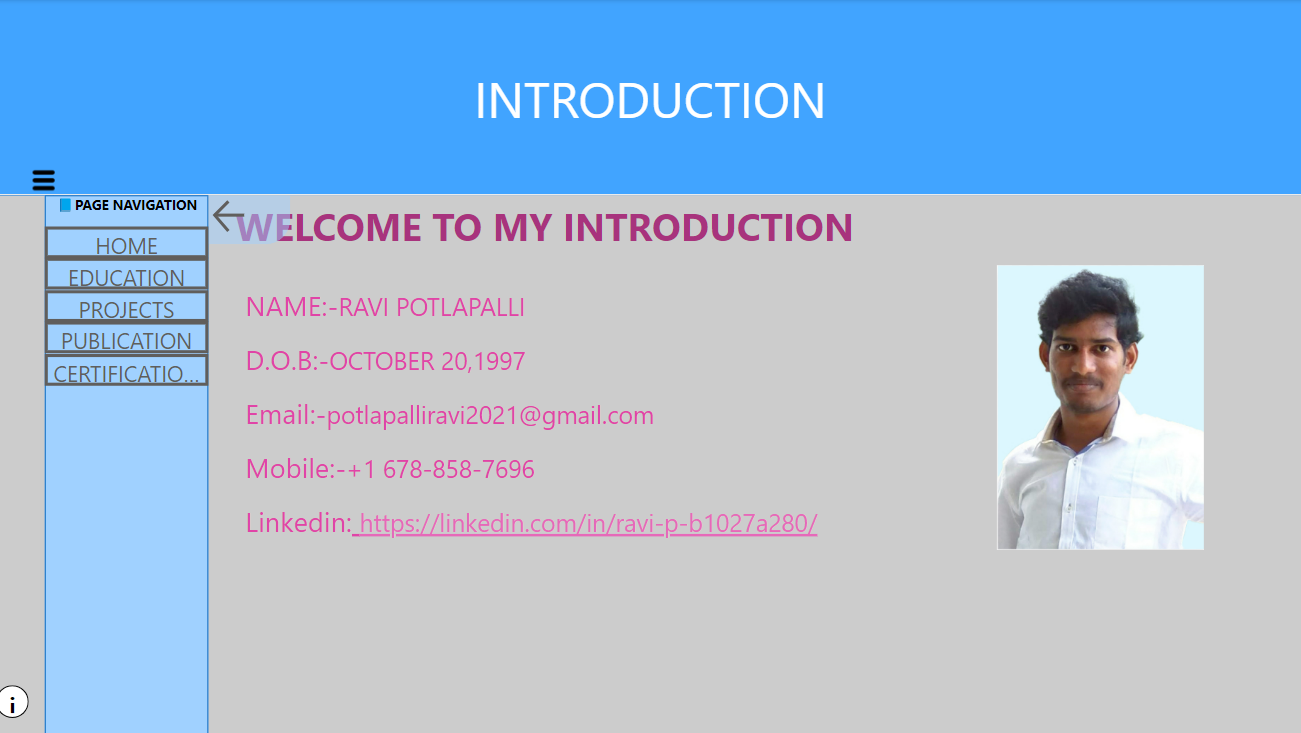 INTRODUCTION
📘 PAGE NAVIGATION
HOME
EDUCATION
PROJECTS
PUBLICATION
CERTIFICATIO...
WELCOME TO MY INTRODUCTION
NAME:-RAVI POTLAPALLI
D.O.B:-OCTOBER 20,1997
Email:-potlapalliravi2021@gmail.com
Mobile:-+1 678-858-7696
Linkedin: https://linkedin.com/in/ravi-p-b1027a280/
i